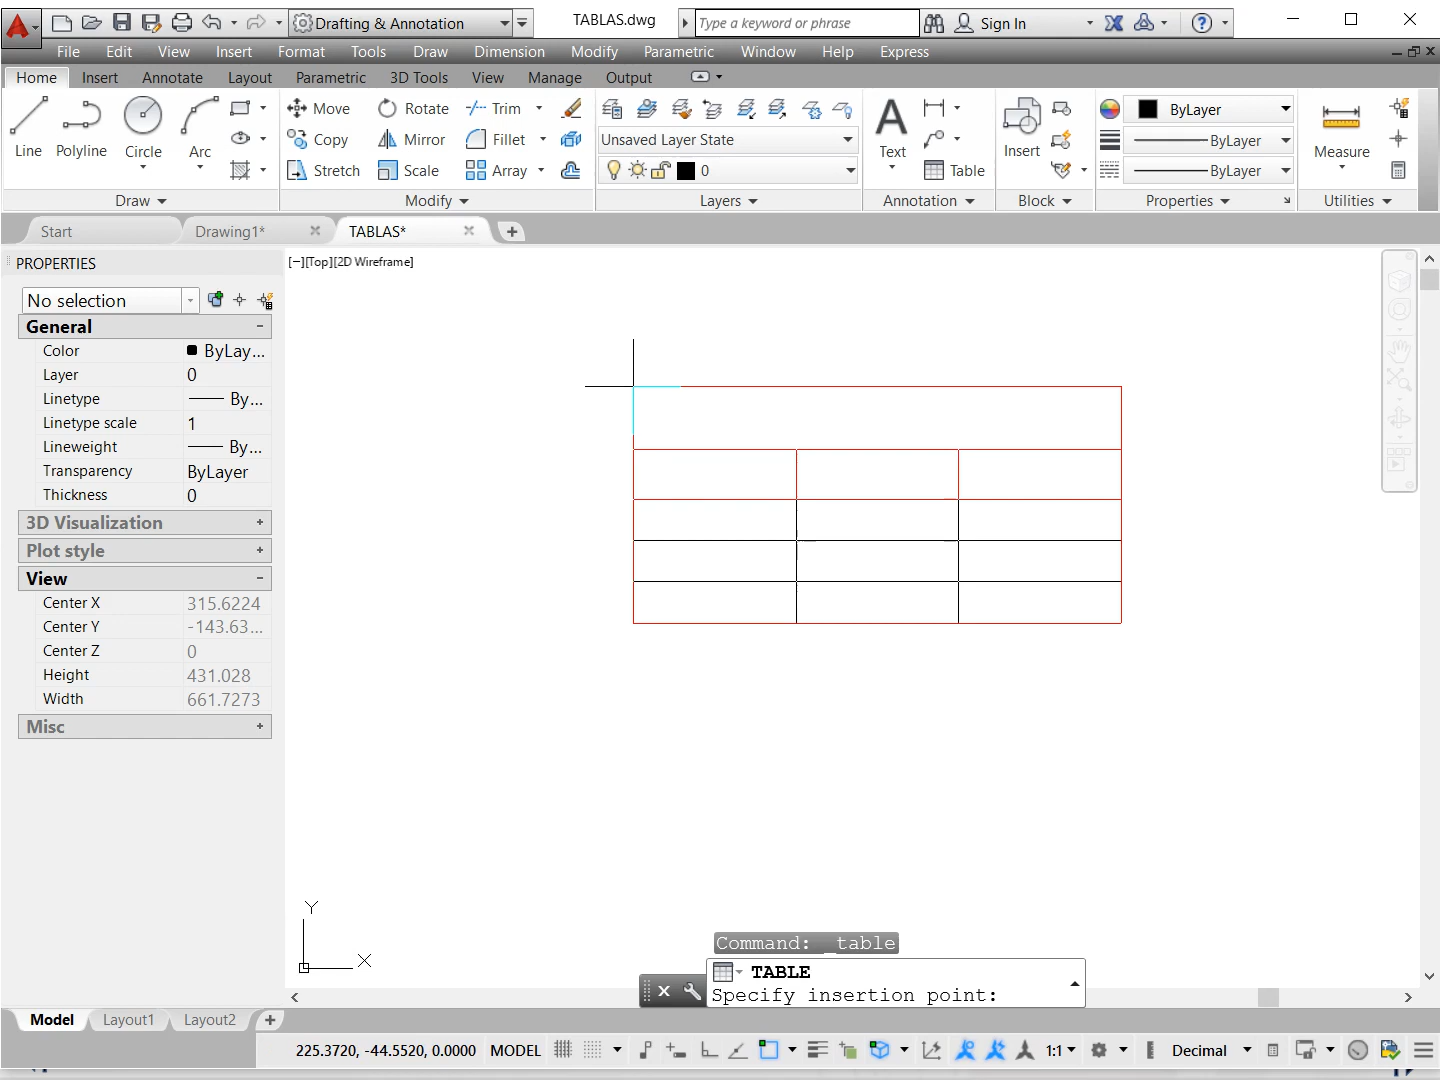 Drafting & Annotation
TABLAS.dwg
Type a keyword or phrase
Sign In
File Edit View Insert Format Tools Draw Dimension Modify Parametric Window Help Express
Home Insert Annotate Layout Parametric 3D Tools View Manage Output
Line Polyline Circle Arc
Move Rotate Trim
Copy Mirror Fillet
Stretch Scale Array
Unsaved Layer State
0
Text
Table
Insert
ByLayer
ByLayer
ByLayer
Measure
Draw Modify Layers Annotation Block Properties Utilities
Start Drawing1* TABLAS*
PROPERTIES
[−][Top][2D Wireframe]
No selection
General
Color ByLay...
Layer 0
Linetype By...
Linetype scale 1
Lineweight By...
Transparency ByLayer
Thickness 0
3D Visualization
Plot style
View
Center X 315.6224
Center Y -143.63...
Center Z 0
Height 431.028
Width 661.7273
Misc
Y
X
Command: _table
TABLE
Specify insertion point:
Model Layout1 Layout2
225.3720, -44.5520, 0.0000 MODEL 1:1 Decimal